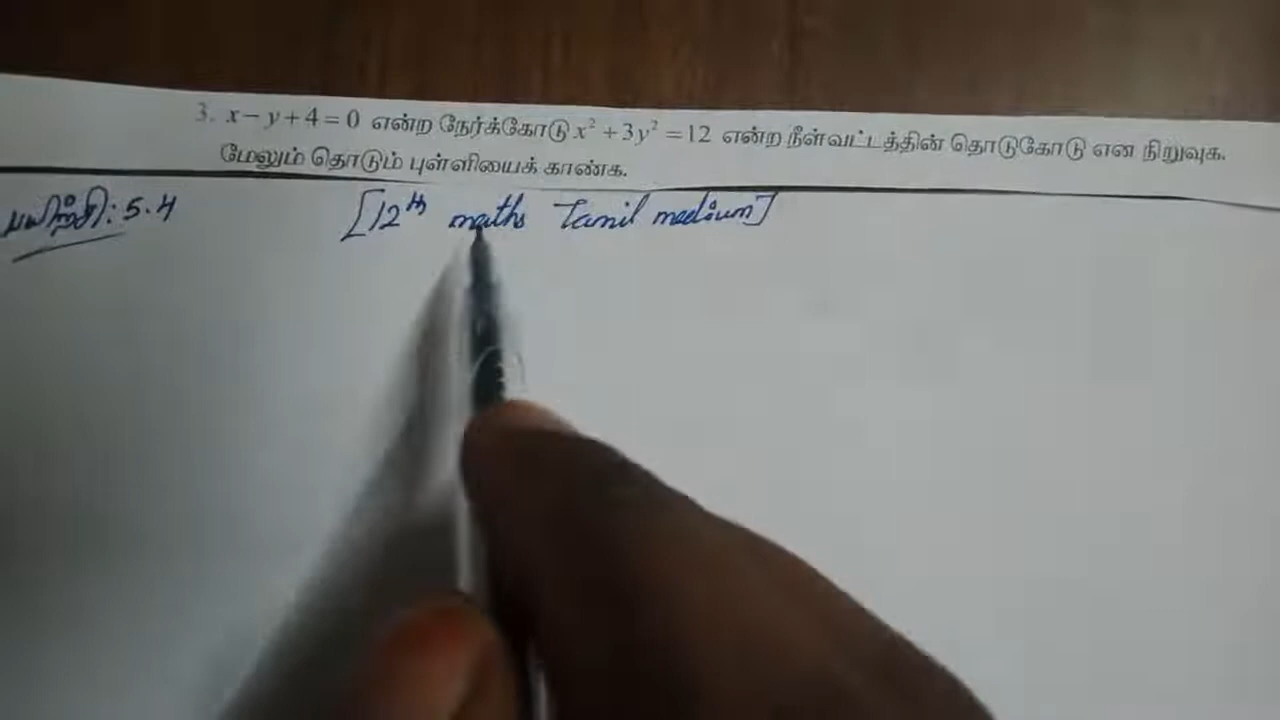 3. x − y + 4 = 0 என்ற நேர்க்கோடு x² + 3y² = 12 என்ற நீள்வட்டத்தின் தொடுகோடு என நிறுவுக.
மேலும் தொடும் புள்ளியைக் காண்க.
பயிற்சி: 5.4 [12th maths Tamil medium]